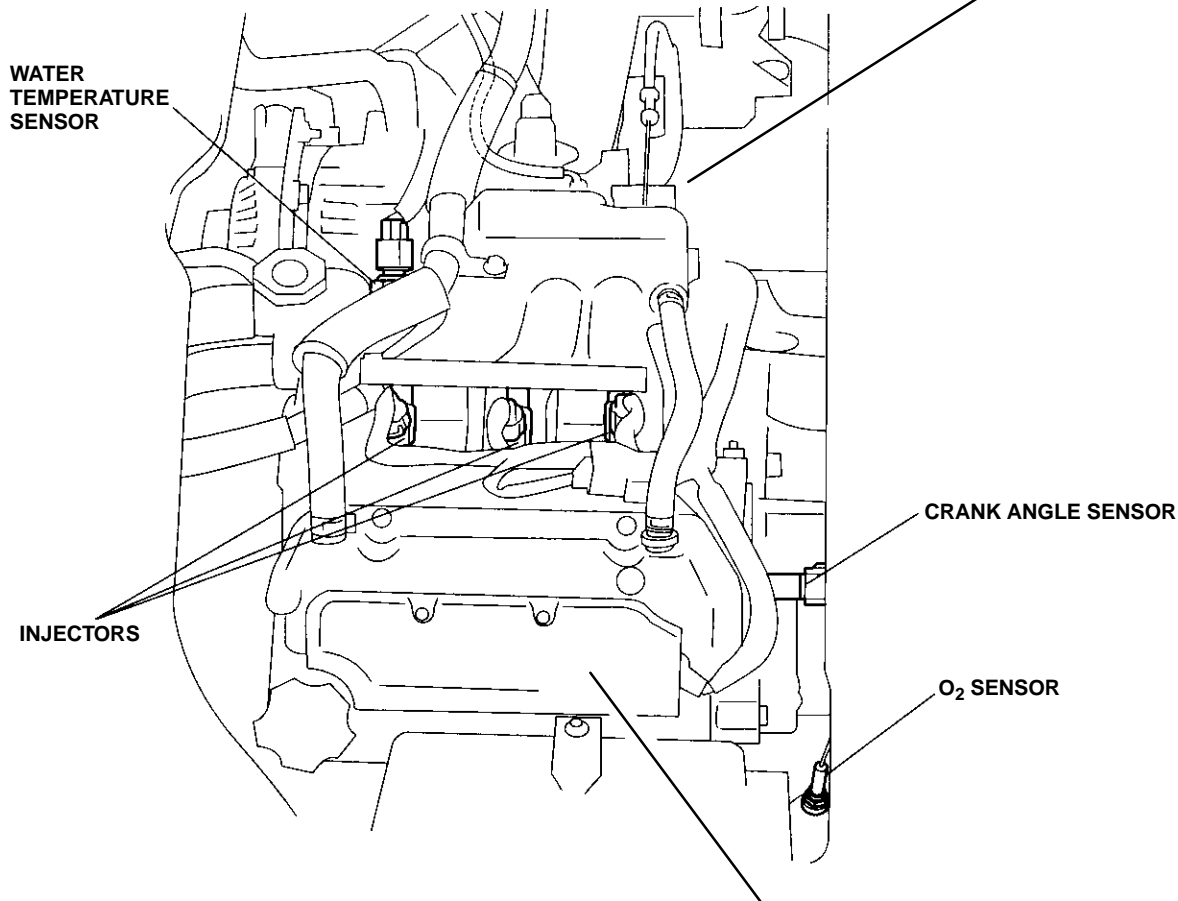 WATER
TEMPERATURE
SENSOR
CRANK ANGLE SENSOR
INJECTORS
O₂ SENSOR